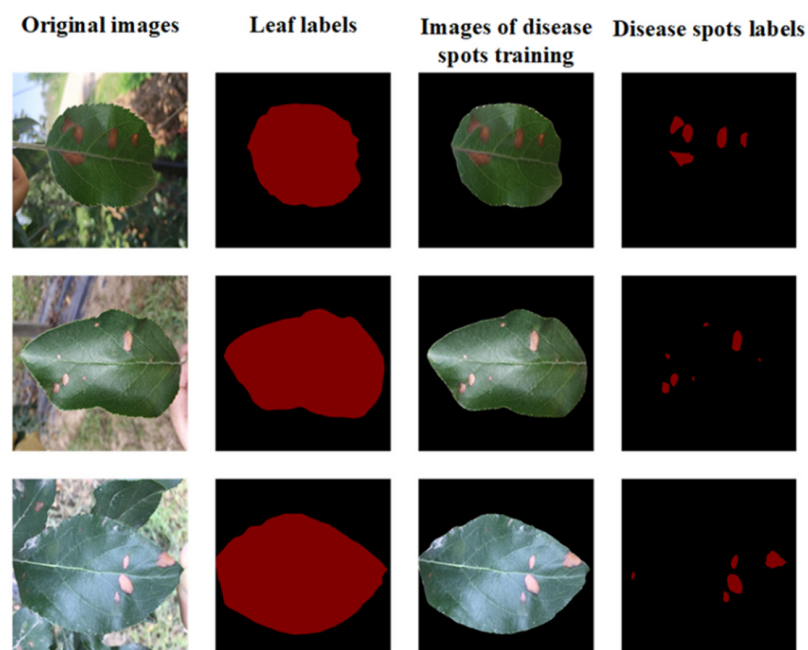 Original images
Leaf labels
Images of disease
spots training
Disease spots labels